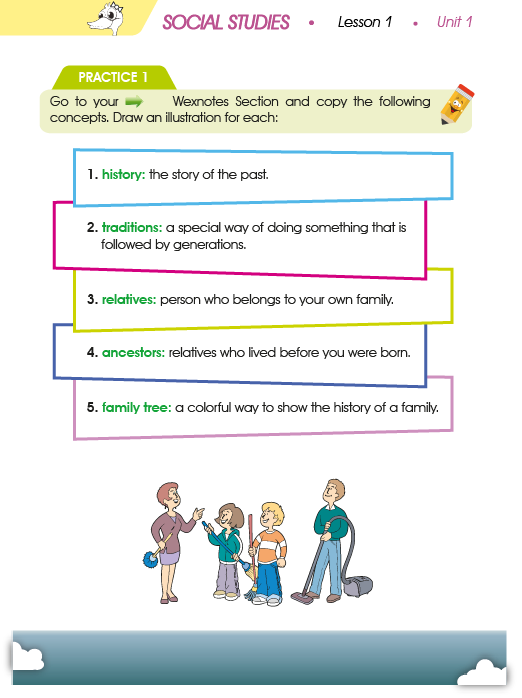 SOCIAL STUDIES • Lesson 1 • Unit 1
PRACTICE 1
Go to your Wexnotes Section and copy the following
concepts. Draw an illustration for each:
1. history: the story of the past.
2. traditions: a special way of doing something that is
followed by generations.
3. relatives: person who belongs to your own family.
4. ancestors: relatives who lived before you were born.
5. family tree: a colorful way to show the history of a family.